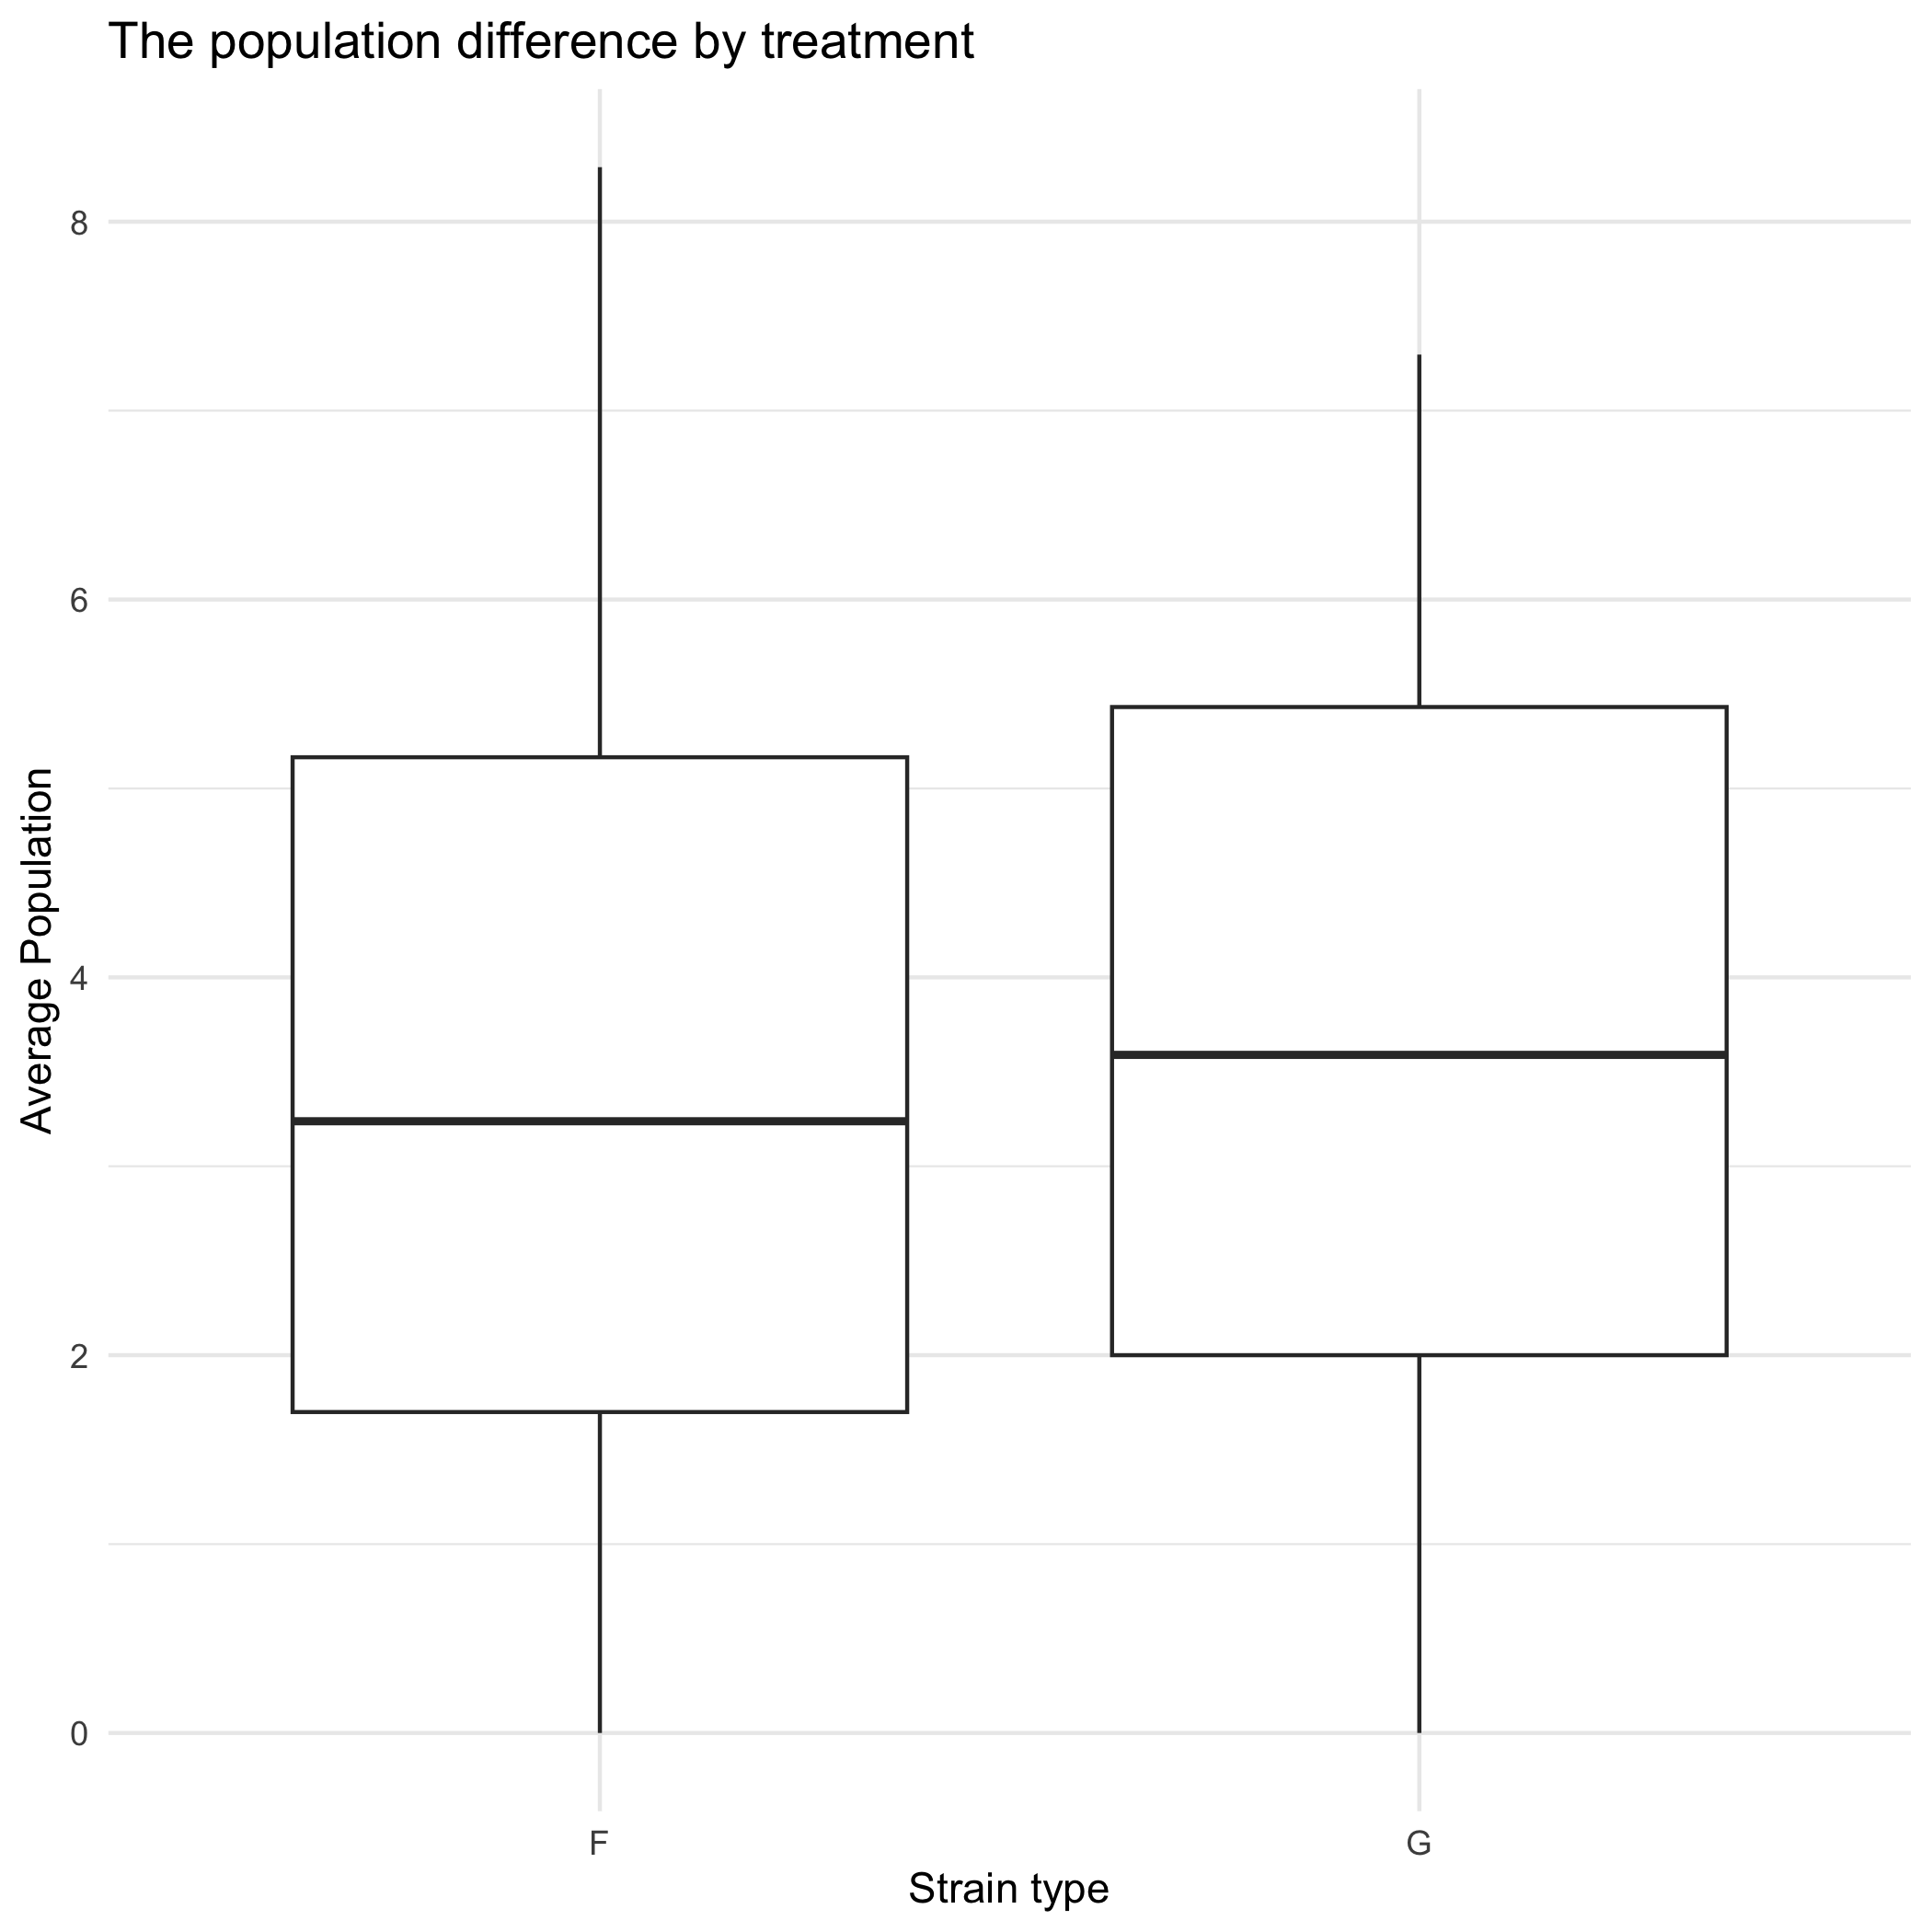 The population difference by treatment
Average Population
8
6
4
2
0
F
G
Strain type